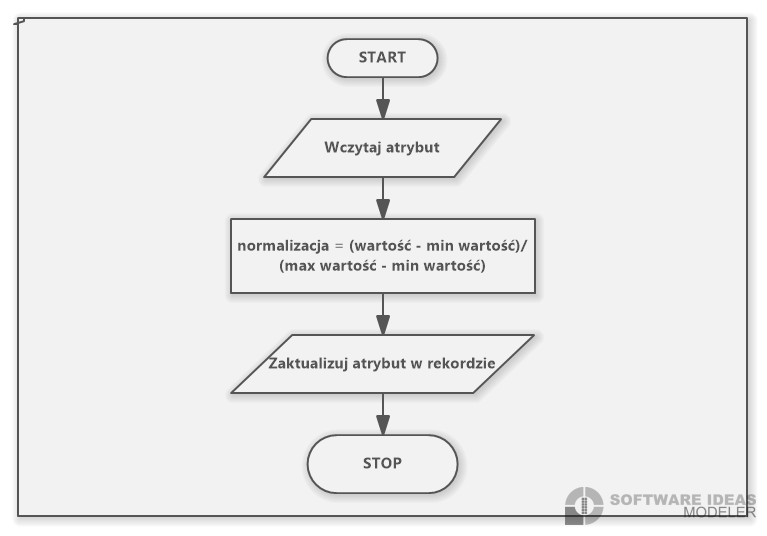 START
Wczytaj atrybut
normalizacja = (wartość - min wartość)/
(max wartość - min wartość)
Zaktualizuj atrybut w rekordzie
STOP
SOFTWARE IDEAS
MODELER